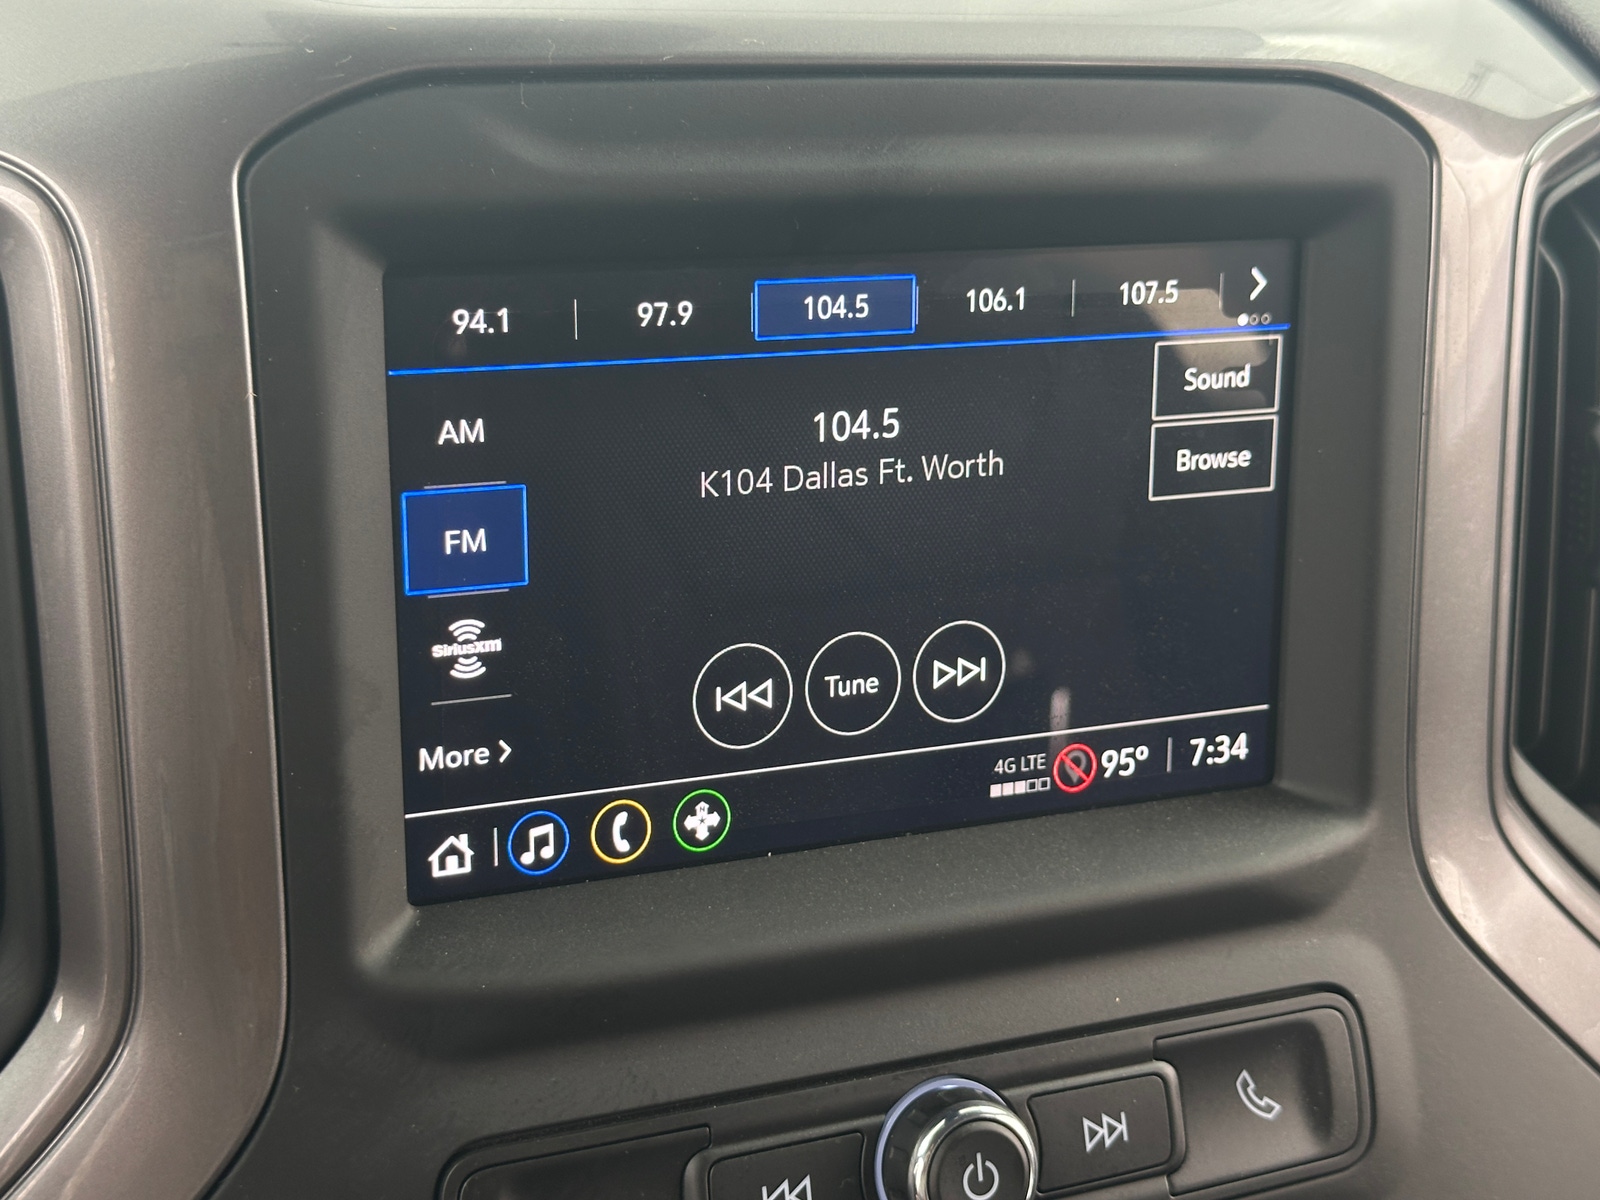 94.1 97.9 104.5 106.1 107.5
Sound
AM
104.5
Browse
K104 Dallas Ft. Worth
FM
SiriusXM
Tune
More
4G LTE 95° 7:34
N